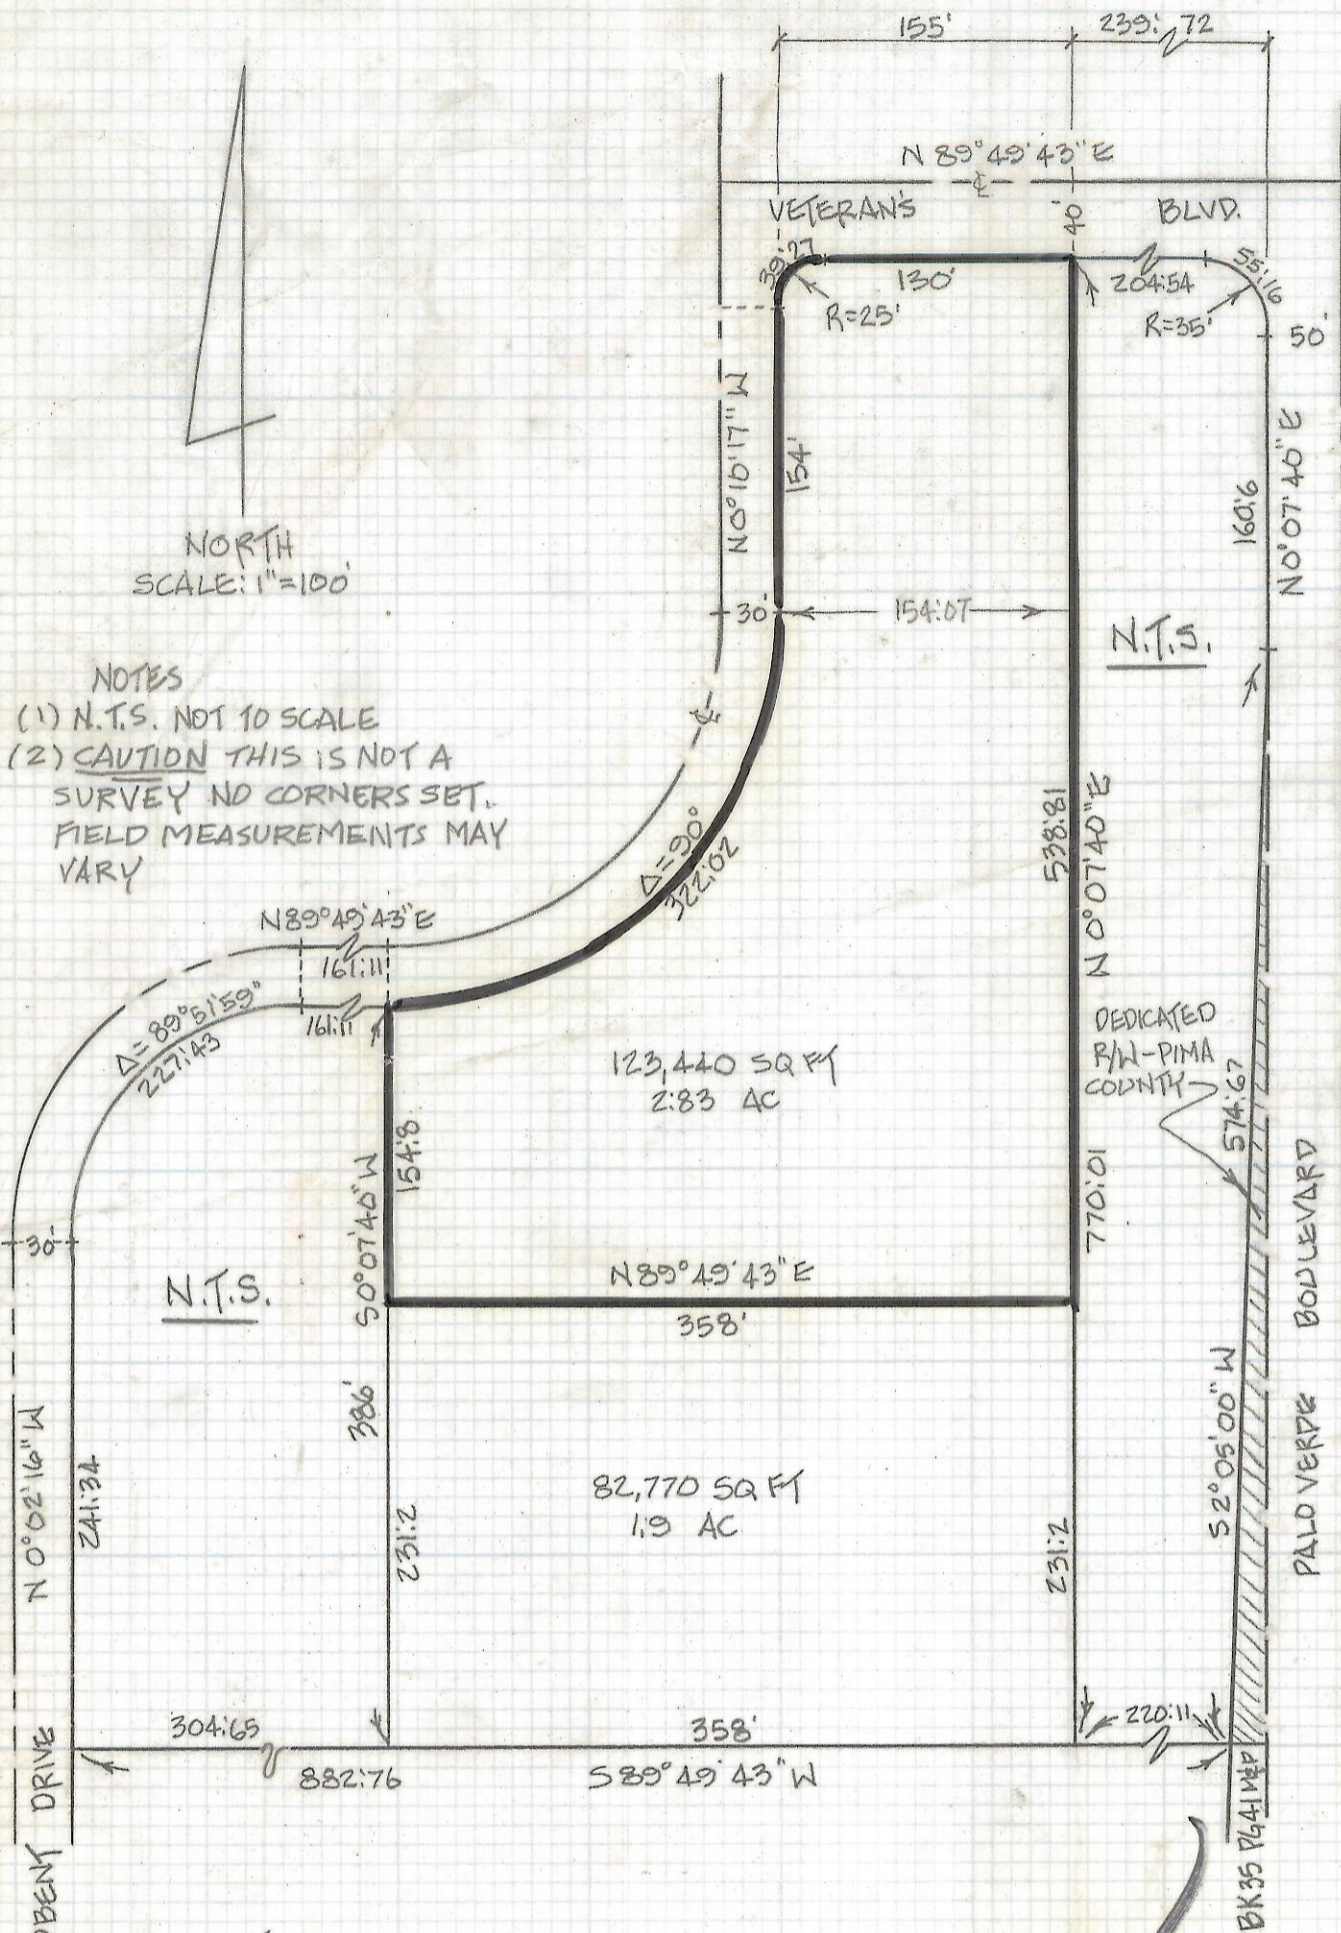 155'
239.'72
N 89°49'43" E
℄
VETERAN'S
BLVD.
40'
39.'27
130'
R=25'
204.'54
R=35'
55.'16
50'
N0°10'17" W
154'
160.'6
N0°07'40" E
NORTH
SCALE: 1"=100'
30'
154.'07
N.T.S.
NOTES
(1) N.T.S. NOT TO SCALE
(2) CAUTION THIS IS NOT A
SURVEY NO CORNERS SET.
FIELD MEASUREMENTS MAY
VARY
℄
Δ=90°
322.'02
538.'81
N 0°07'40" E
N89°49'43" E
161.'11
161.'11
Δ=89°51'59"
227.'43
123,440 SQ FT
2.83 AC
DEDICATED
R/W-PIMA
COUNTY
574.'67
154.'8
S0°07'40" W
770.'01
30'
N.T.S.
N89°49'43" E
358'
386'
PALO VERDE BOULEVARD
S2°05'00" W
N 0°02'16" W
241.'34
82,770 SQ FT
1.9 AC
231.'2
231.'2
304.'65
358'
220.'11
882.'76
S89°49'43" W
DRIVE
BK35 PG41 M&P